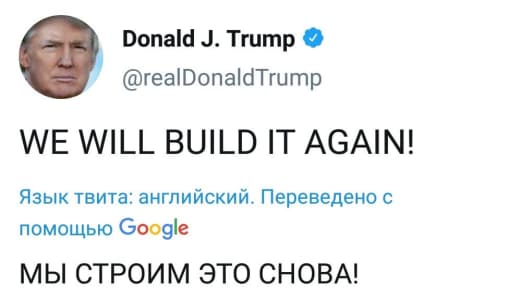 Donald J. Trump
@realDonaldTrump
WE WILL BUILD IT AGAIN!
Язык твита: английский. Переведено с
помощью Google
МЫ СТРОИМ ЭТО СНОВА!